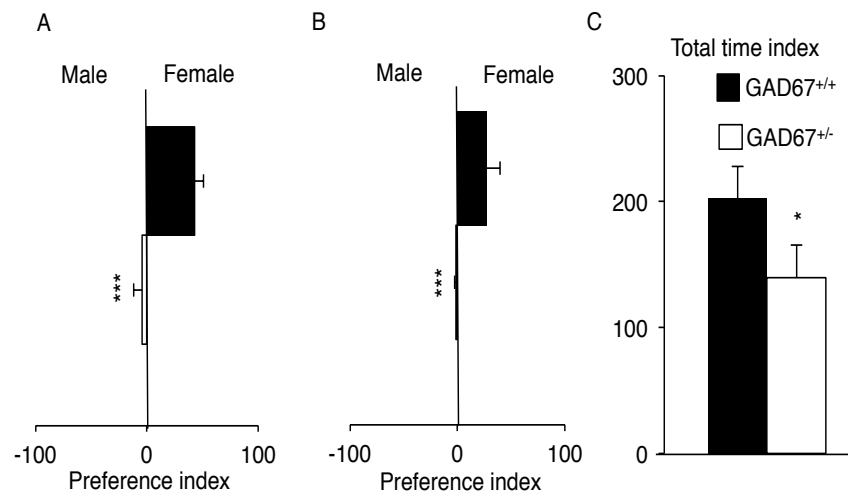 A
Male Female
***
-100 0 100
Preference index
B
Male Female
***
-100 0 100
Preference index
C
Total time index
300
GAD67+/+
GAD67+/-
200
*
100
0